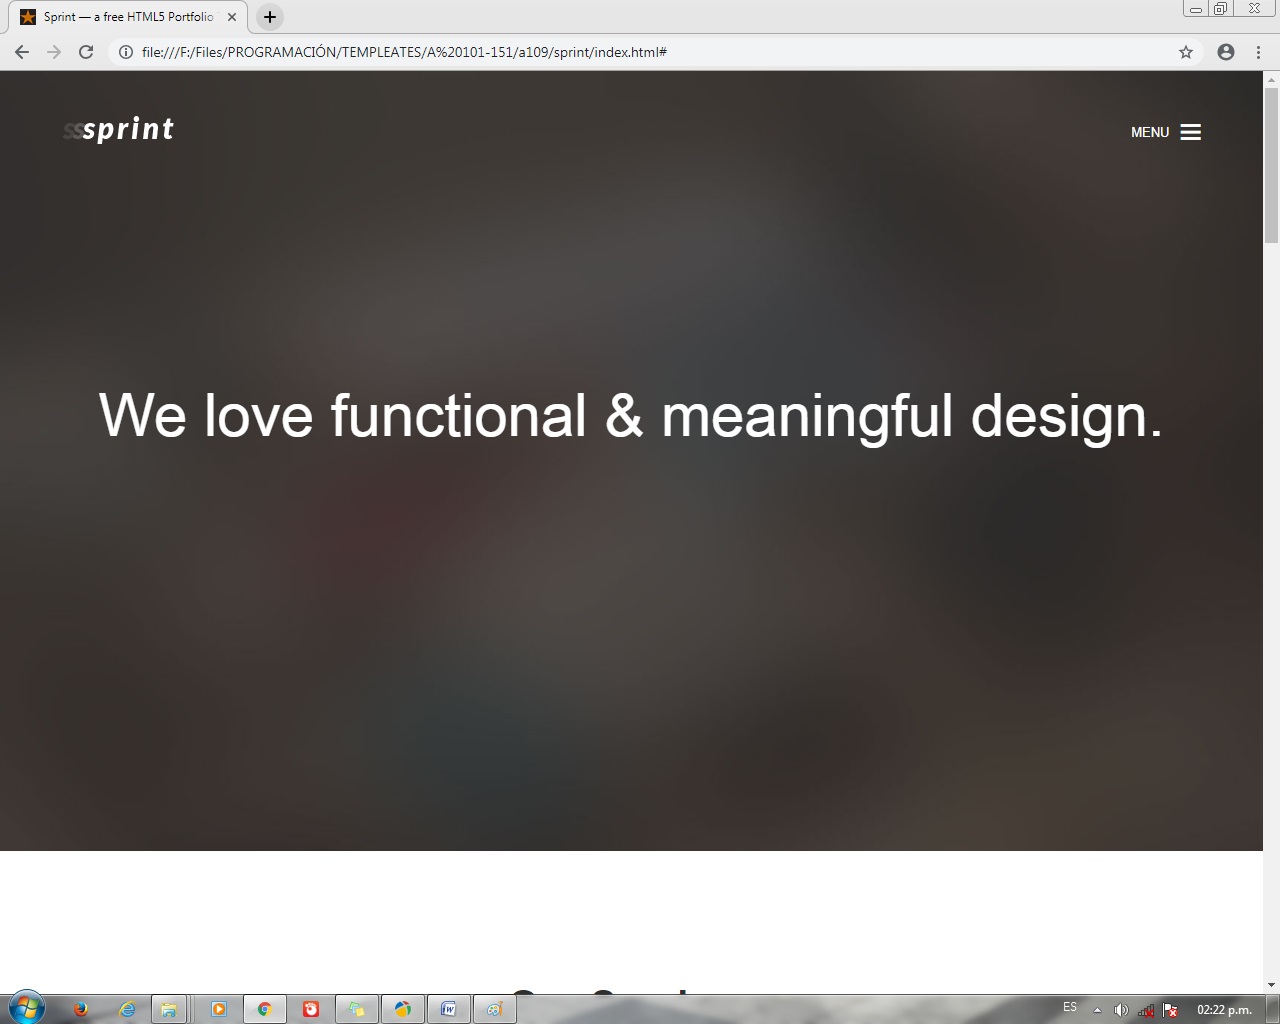 Sprint — a free HTML5 Portfolio
file:///F:/Files/PROGRAMACIÓN/TEMPLEATES/A%20101-151/a109/sprint/index.html#
sssprint
MENU
We love functional & meaningful design.
ES
02:22 p.m.